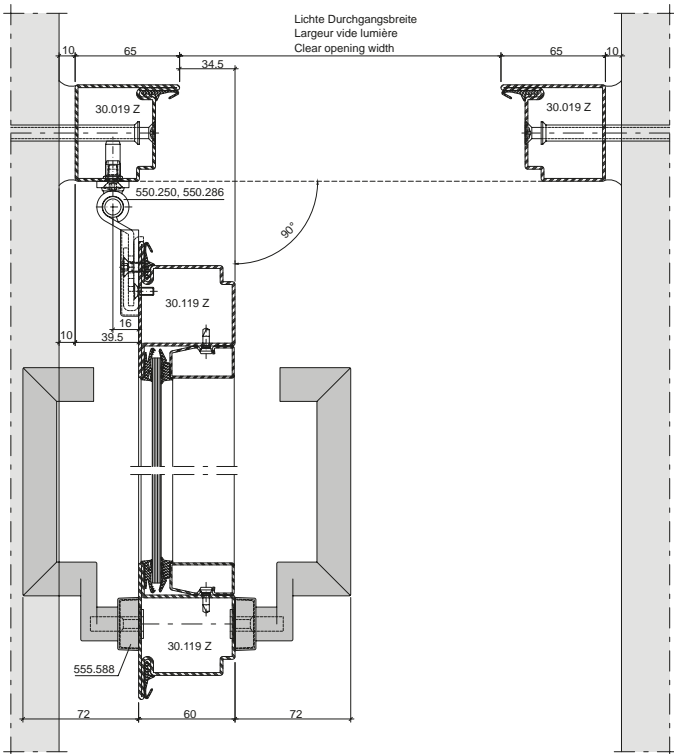 Lichte Durchgangsbreite
Largeur vide lumière
Clear opening width
10
65
65
10
34.5
30.019 Z
30.019 Z
550.250, 550.286
90°
30.119 Z
16
10
39.5
30.119 Z
555.588
72
60
72